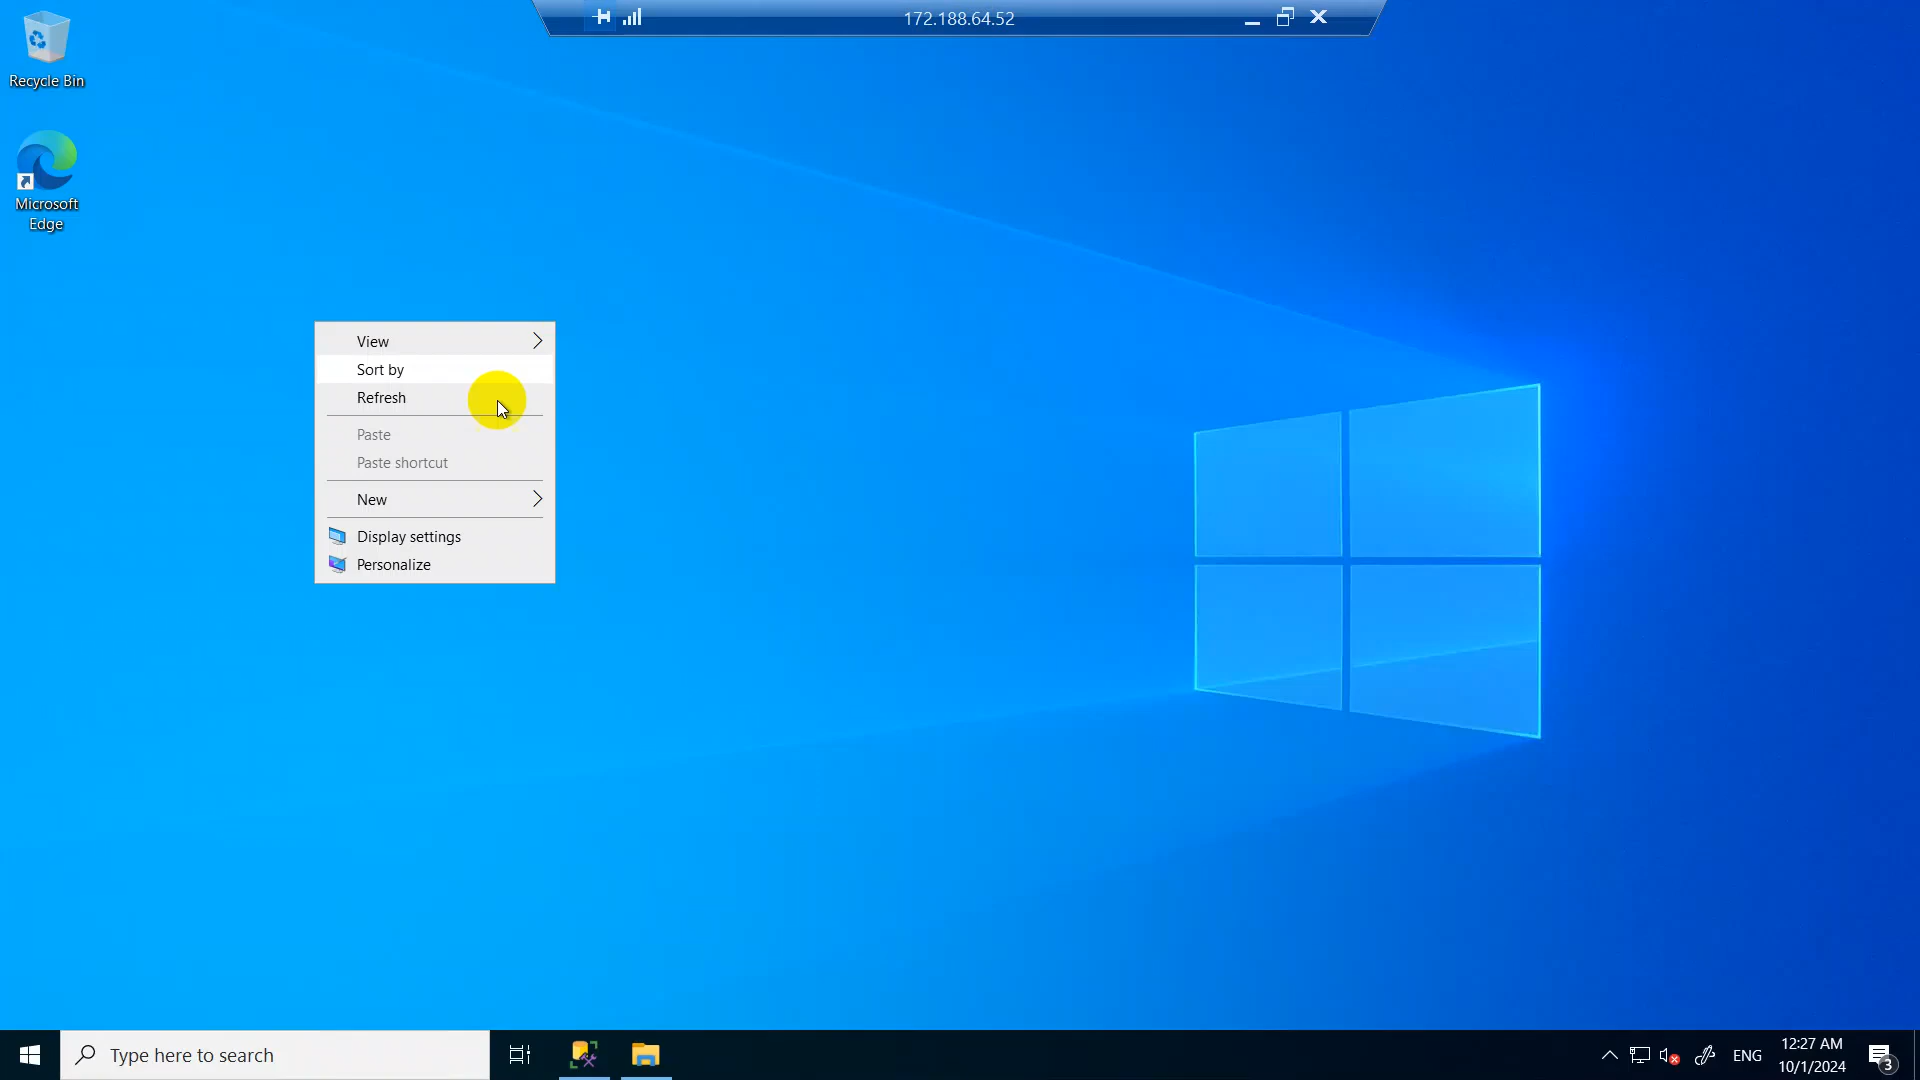 172.188.64.52
Recycle Bin
Microsoft
Edge
View
Sort by
Refresh
Paste
Paste shortcut
New
Display settings
Personalize
Type here to search
ENG
12:27 AM
10/1/2024
3